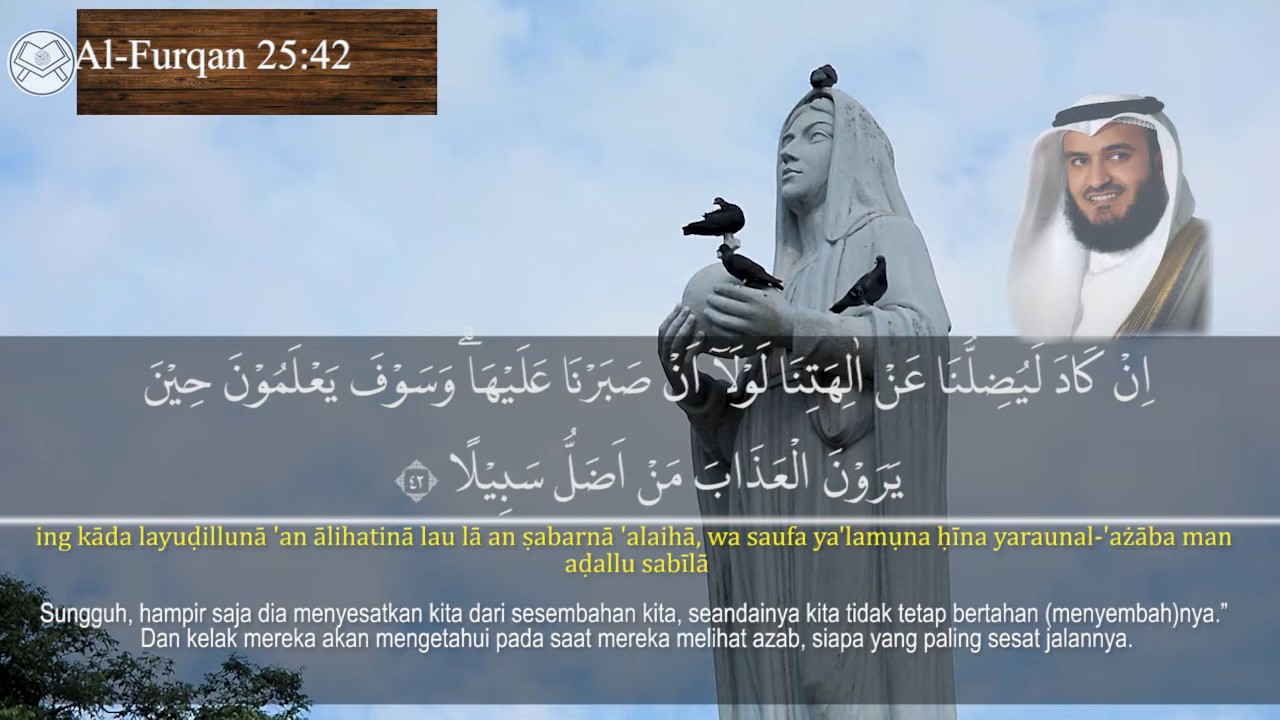 Al-Furqan 25:42
اِنْ كَادَ لَيُضِلُّنَا عَنْ اٰلِهَتِنَا لَوْلَآ اَنْ صَبَرْنَا عَلَيْهَاۗ وَسَوْفَ يَعْلَمُوْنَ حِيْنَ
يَرَوْنَ الْعَذَابَ مَنْ اَضَلُّ سَبِيْلًا ٤٢
ing kāda layuḍillunā 'an ālihatinā lau lā an ṣabarnā 'alaihā, wa saufa ya'lamụna ḥīna yaraunal-'ażāba man
aḍallu sabīlā
Sungguh, hampir saja dia menyesatkan kita dari sesembahan kita, seandainya kita tidak tetap bertahan (menyembah)nya.”
Dan kelak mereka akan mengetahui pada saat mereka melihat azab, siapa yang paling sesat jalannya.